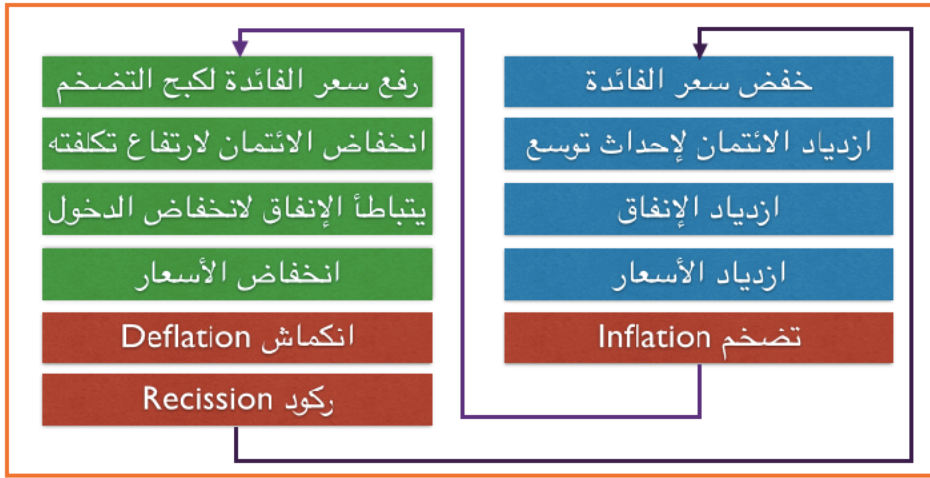 خفض سعر الفائدة
ازدياد الائتمان لإحداث توسع
ازدياد الإنفاق
ازدياد الأسعار
تضخم Inflation
رفع سعر الفائدة لكبح التضخم
انخفاض الائتمان لارتفاع تكلفته
يتباطأ الإنفاق لانخفاض الدخول
انخفاض الأسعار
انكماش Deflation
ركود Recission